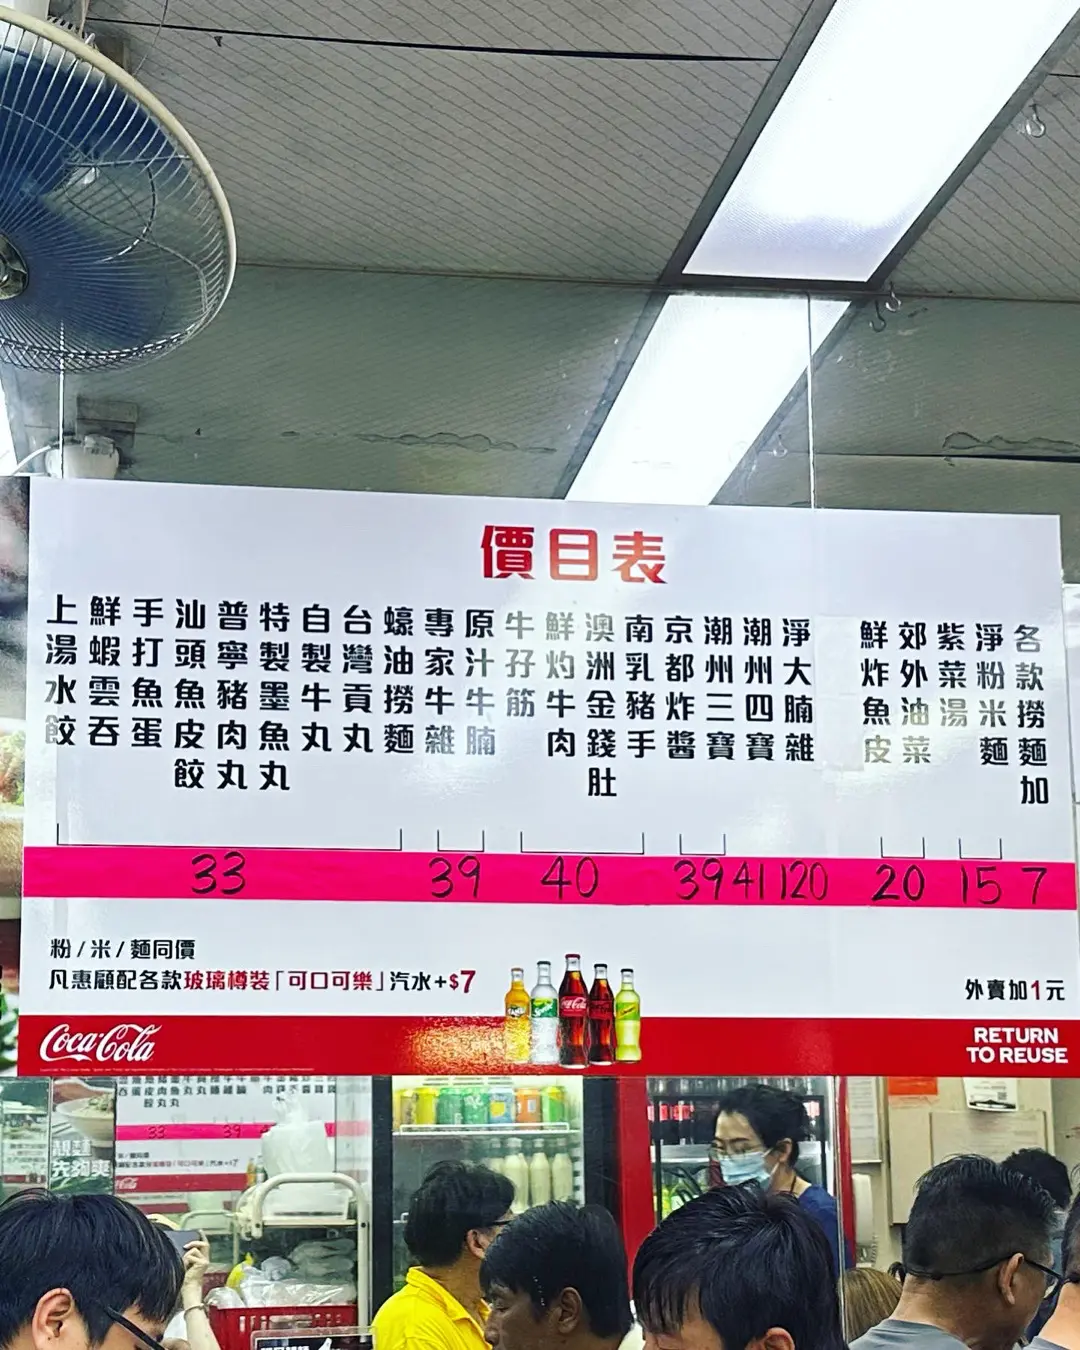 價目表
上湯水餃
鮮蝦雲吞
手打魚蛋
汕頭魚皮餃
普寧豬肉丸
特製墨魚丸
自製牛丸
台灣貢丸
蠔油撈麵
專家牛雜
原汁牛腩
牛孖筋
鮮灼牛肉
澳洲金錢肚
南乳豬手
京都炸醬
潮州三寶
潮州四寶
淨大腩雜
鮮炸魚皮
郊外油菜
紫菜湯
淨粉米麵
各款撈麵加
33 39 40 39 41 120 20 15 7
粉/米/麵同價
凡惠顧配各款玻璃樽裝「可口可樂」汽水+$7
外賣加1元
Coca-Cola
RETURN
TO REUSE